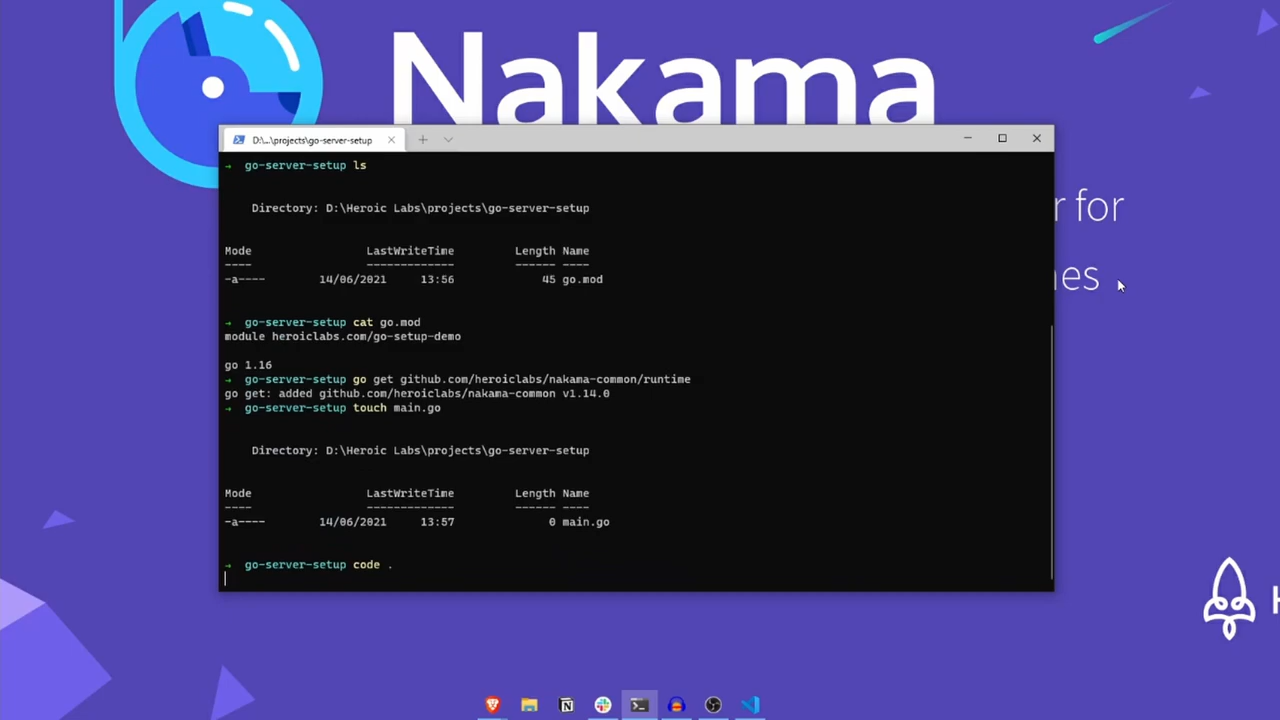 Nakama
r for
es
D:\...\projects\go-server-setup
→ go-server-setup ls
Directory: D:\Heroic Labs\projects\go-server-setup
Mode LastWriteTime Length Name
---- ------------- ------ ----
-a---- 14/06/2021 13:56 45 go.mod
→ go-server-setup cat go.mod
module heroiclabs.com/go-setup-demo
go 1.16
→ go-server-setup go get github.com/heroiclabs/nakama-common/runtime
go get: added github.com/heroiclabs/nakama-common v1.14.0
→ go-server-setup touch main.go
Directory: D:\Heroic Labs\projects\go-server-setup
Mode LastWriteTime Length Name
---- ------------- ------ ----
-a---- 14/06/2021 13:57 0 main.go
→ go-server-setup code .